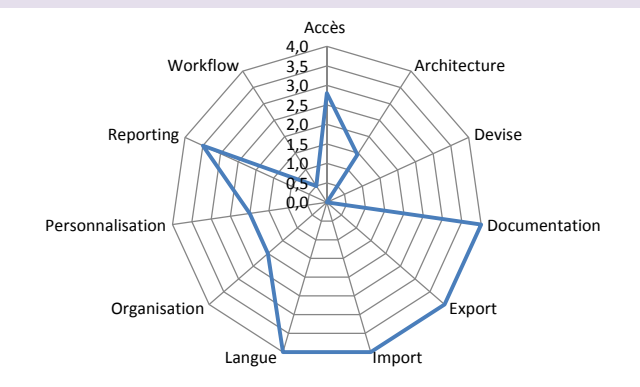 Accès
4,0
Workflow
Architecture
3,5
3,0
2,5
Reporting
2,0
Devise
1,5
1,0
0,5
0,0
Personnalisation
Documentation
Organisation
Export
Langue
Import